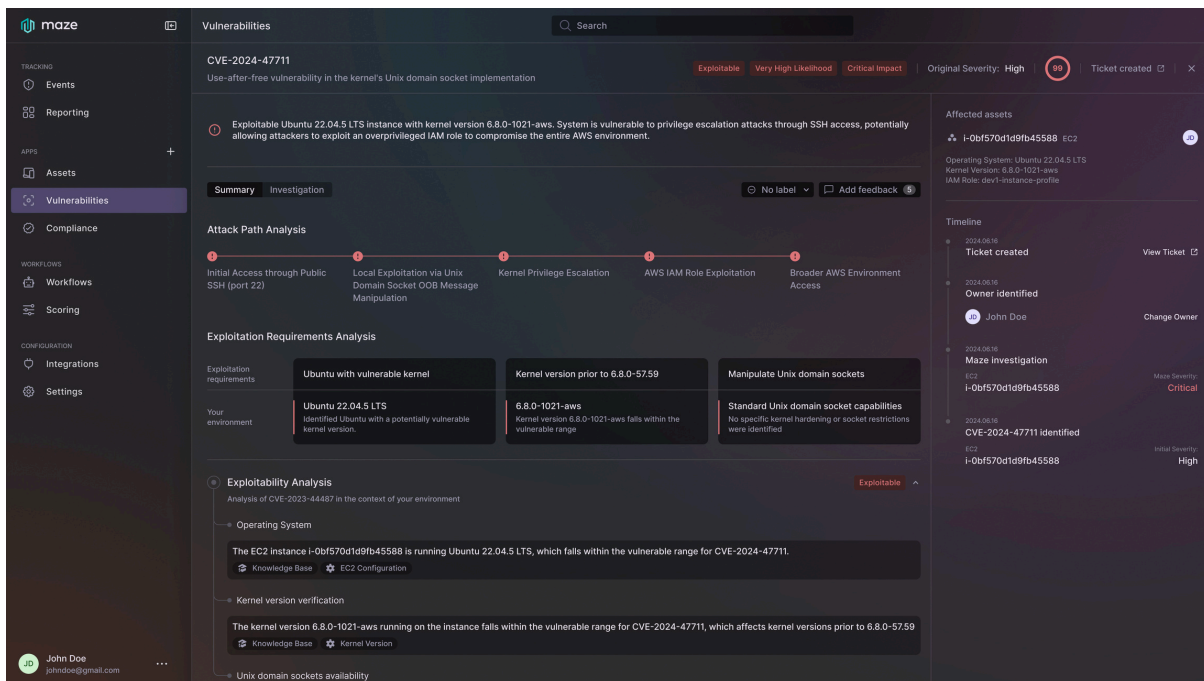 maze
TRACKING
Events
Reporting
APPS
Assets
Vulnerabilities
Compliance
WORKFLOWS
Workflows
Scoring
CONFIGURATION
Integrations
Settings
JD
John Doe
johndoe@gmail.com
Vulnerabilities
Search
CVE-2024-47711
Use-after-free vulnerability in the kernel's Unix domain socket implementation
Exploitable
Very High Likelihood
Critical Impact
Original Severity: High
99
Ticket created
Exploitable Ubuntu 22.04.5 LTS instance with kernel version 6.8.0-1021-aws. System is vulnerable to privilege escalation attacks through SSH access, potentially
allowing attackers to exploit an overprivileged IAM role to compromise the entire AWS environment.
Summary
Investigation
No label
Add feedback 5
Attack Path Analysis
Initial Access through Public
SSH (port 22)
Local Exploitation via Unix
Domain Socket OOB Message
Manipulation
Kernel Privilege Escalation
AWS IAM Role Exploitation
Broader AWS Environment
Access
Exploitation Requirements Analysis
Exploitation
requirements
Ubuntu with vulnerable kernel
Kernel version prior to 6.8.0-57.59
Manipulate Unix domain sockets
Your
environment
Ubuntu 22.04.5 LTS
Identified Ubuntu with a potentially vulnerable
kernel version.
6.8.0-1021-aws
Kernel version 6.8.0-1021-aws falls within the
vulnerable range
Standard Unix domain socket capabilities
No specific kernel hardening or socket restrictions
were identified
Exploitability Analysis
Exploitable
Analysis of CVE-2023-44487 in the context of your environment
Operating System
The EC2 instance i-0bf570d1d9fb45588 is running Ubuntu 22.04.5 LTS, which falls within the vulnerable range for CVE-2024-47711.
Knowledge Base
EC2 Configuration
Kernel version verification
The kernel version 6.8.0-1021-aws running on the instance falls within the vulnerable range for CVE-2024-47711, which affects kernel versions prior to 6.8.0-57.59
Knowledge Base
Kernel Version
Unix domain sockets availability
Affected assets
i-0bf570d1d9fb45588 EC2
JD
Operating System: Ubuntu 22.04.5 LTS
Kernel Version: 6.8.0-1021-aws
IAM Role: dev1-instance-profile
Timeline
2024.06.16
Ticket created
View Ticket
2024.06.16
Owner identified
JD
John Doe
Change Owner
2024.06.16
Maze investigation
EC2
Maze Severity:
i-0bf570d1d9fb45588
Critical
2024.06.16
CVE-2024-47711 identified
EC2
Initial Severity:
i-0bf570d1d9fb45588
High